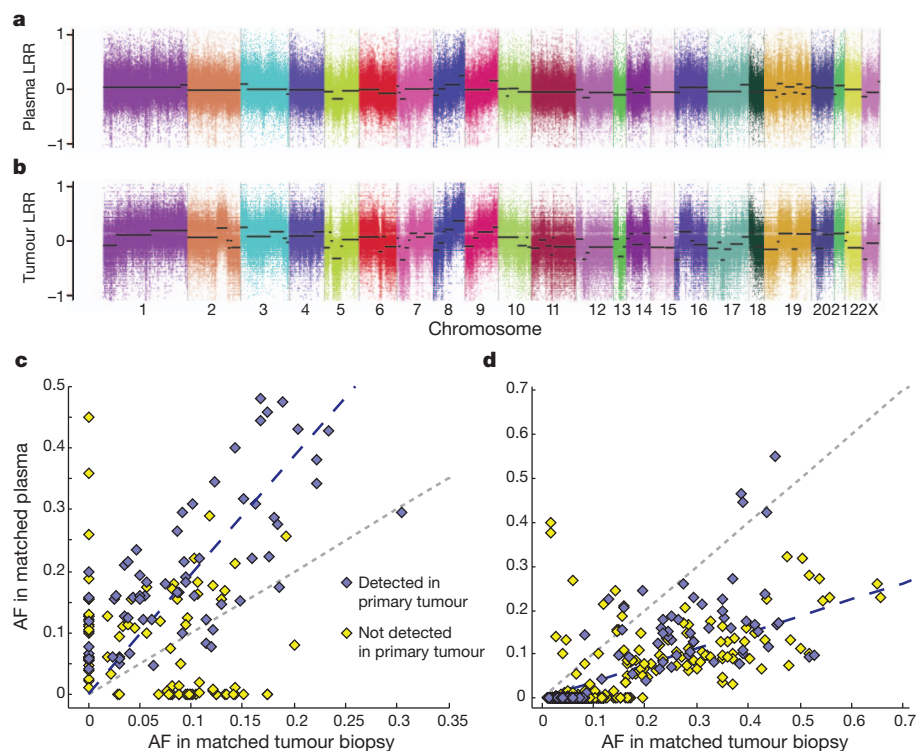 a
1
0
−1
Plasma LRR
b
1
0
−1
Tumour LRR
1 2 3 4 5 6 7 8 9 10 11 12 13 14 15 16 17 18 19 202122X
Chromosome
c
0.5
0.4
0.3
0.2
0.1
0
AF in matched plasma
Detected in
primary tumour
Not detected
in primary tumour
0 0.05 0.1 0.15 0.2 0.25 0.3 0.35
AF in matched tumour biopsy
d
0.7
0.6
0.5
0.4
0.3
0.2
0.1
0
0 0.1 0.2 0.3 0.4 0.5 0.6 0.7
AF in matched tumour biopsy